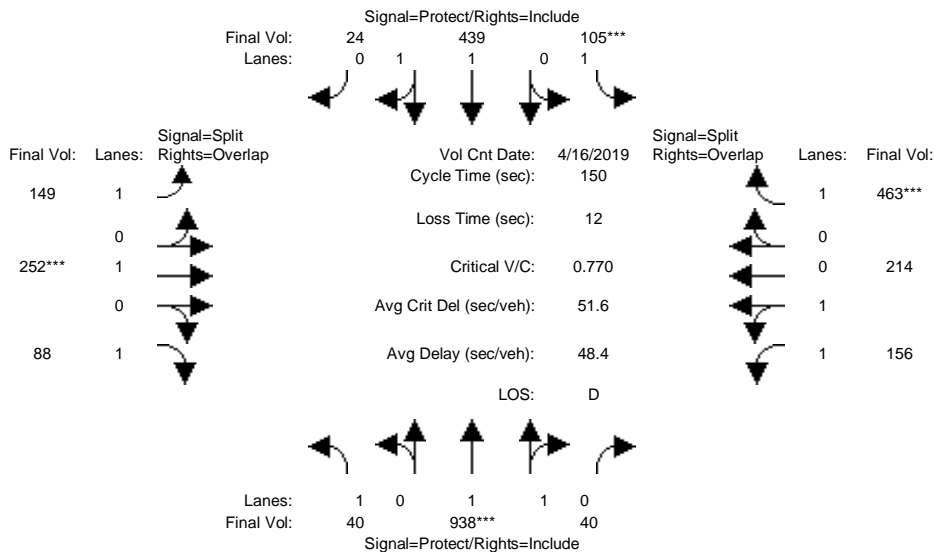 Signal=Protect/Rights=Include
Final Vol: 24 439 105***
Lanes: 0 1 1 0 1
Signal=Split Signal=Split
Final Vol: Lanes: Rights=Overlap Vol Cnt Date: 4/16/2019 Rights=Overlap Lanes: Final Vol:
Cycle Time (sec): 150
149 1 1 463***
Loss Time (sec): 12
0 0
252*** 1 Critical V/C: 0.770 0 214
0 Avg Crit Del (sec/veh): 51.6 1
88 1 Avg Delay (sec/veh): 48.4 1 156
LOS: D
Lanes: 1 0 1 1 0
Final Vol: 40 938*** 40
Signal=Protect/Rights=Include